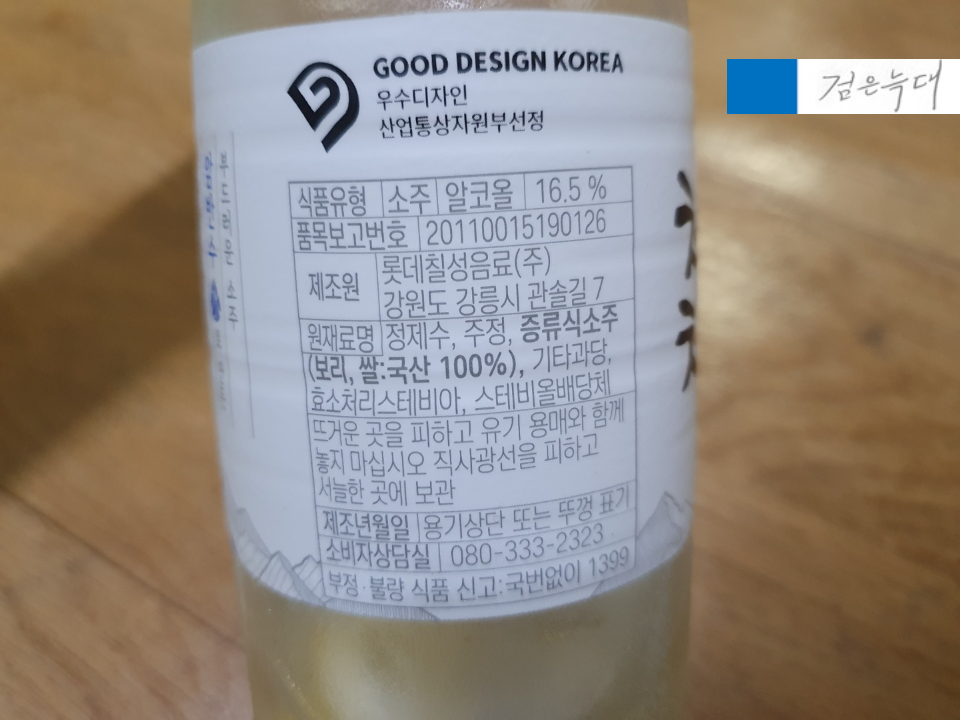 GOOD DESIGN KOREA
우수디자인
산업통상자원부선정
검은늑대
식품유형 소주 알코올 16.5 %
품목보고번호 20110015190126
제조원 롯데칠성음료(주)
강원도 강릉시 관솔길 7
원재료명 정제수, 주정, 증류식소주
(보리, 쌀:국산 100%), 기타과당,
효소처리스테비아, 스테비올배당체
뜨거운 곳을 피하고 유기 용매와 함께
놓지 마십시오 직사광선을 피하고
서늘한 곳에 보관
제조년월일 용기상단 또는 뚜껑 표기
소비자상담실 080-333-2323
부정·불량 식품 신고:국번없이 1399
부드러운 소주